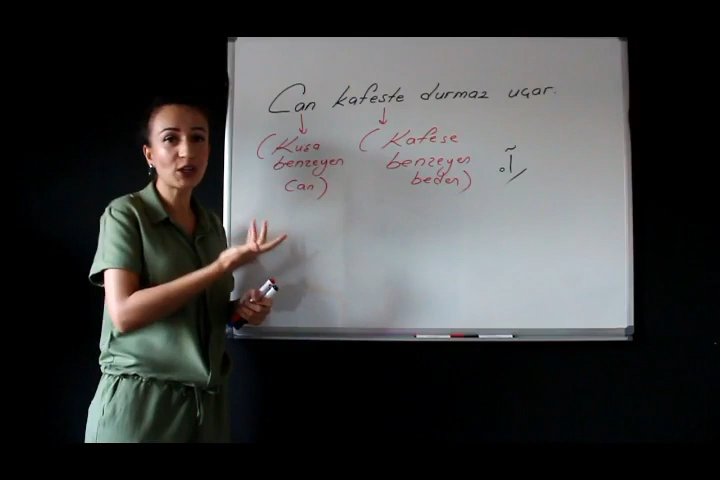 Can kafeste durmaz uçar.
(Kuşa
benzeyen
Can)
(Kafese
benzeyen
beden)